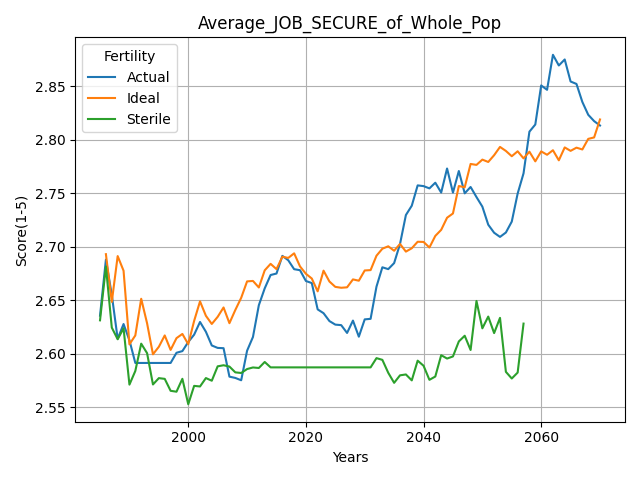 Average_JOB_SECURE_of_Whole_Pop
Fertility
Actual
Ideal
Sterile
Score(1-5)
2.85
2.80
2.75
2.70
2.65
2.60
2.55
2000
2020
2040
2060
Years